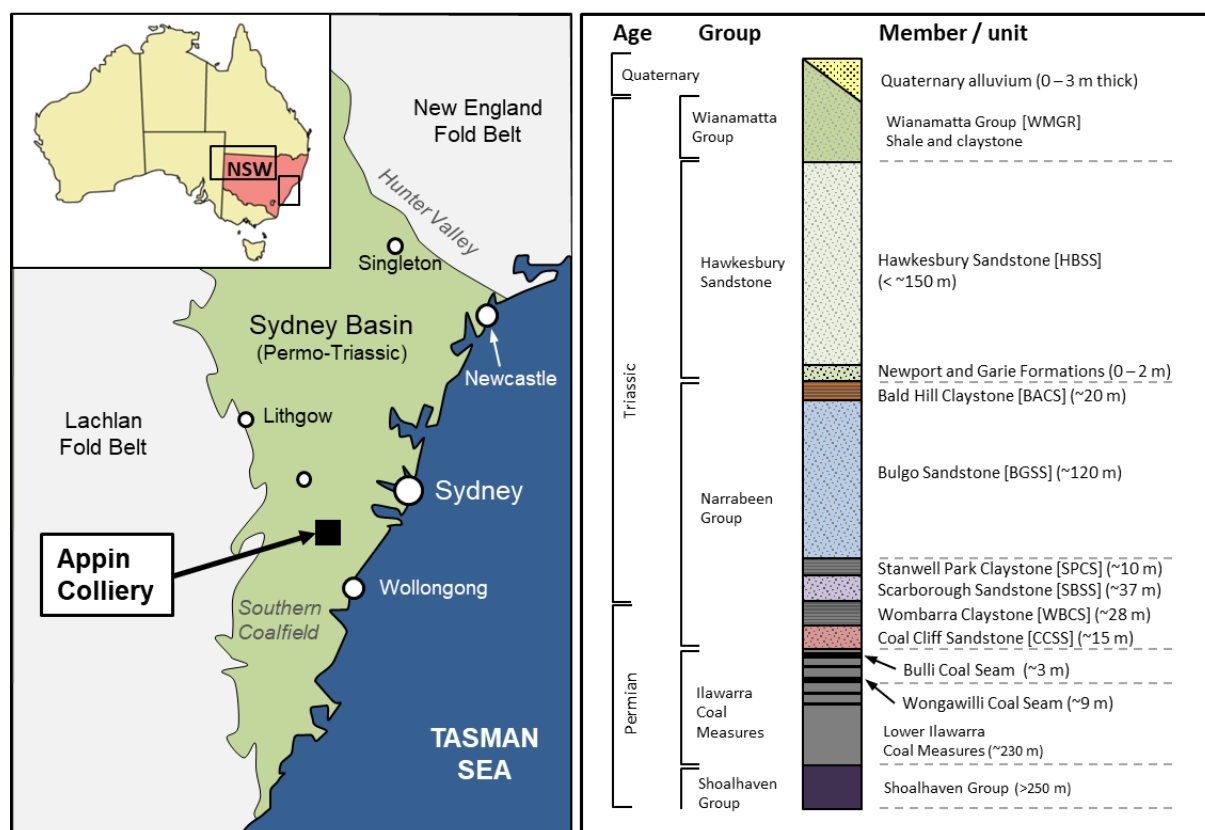 NSW
New England
Fold Belt
Hunter Valley
Singleton
Sydney Basin
(Permo-Triassic)
Newcastle
Lachlan
Fold Belt
Lithgow
Sydney
Appin
Colliery
Wollongong
Southern
Coalfield
TASMAN
SEA
Age
Group
Member / unit
Quaternary
Quaternary alluvium (0 – 3 m thick)
Wianamatta
Group
Wianamatta Group [WMGR]
Shale and claystone
Triassic
Hawkesbury
Sandstone
Hawkesbury Sandstone [HBSS]
(< ~150 m)
Newport and Garie Formations (0 – 2 m)
Bald Hill Claystone [BACS] (~20 m)
Narrabeen
Group
Bulgo Sandstone [BGSS] (~120 m)
Stanwell Park Claystone [SPCS] (~10 m)
Scarborough Sandstone [SBSS] (~37 m)
Wombarra Claystone [WBCS] (~28 m)
Coal Cliff Sandstone [CCSS] (~15 m)
Permian
Ilawarra
Coal
Measures
Bulli Coal Seam (~3 m)
Wongawilli Coal Seam (~9 m)
Lower Ilawarra
Coal Measures (~230 m)
Shoalhaven
Group
Shoalhaven Group (>250 m)